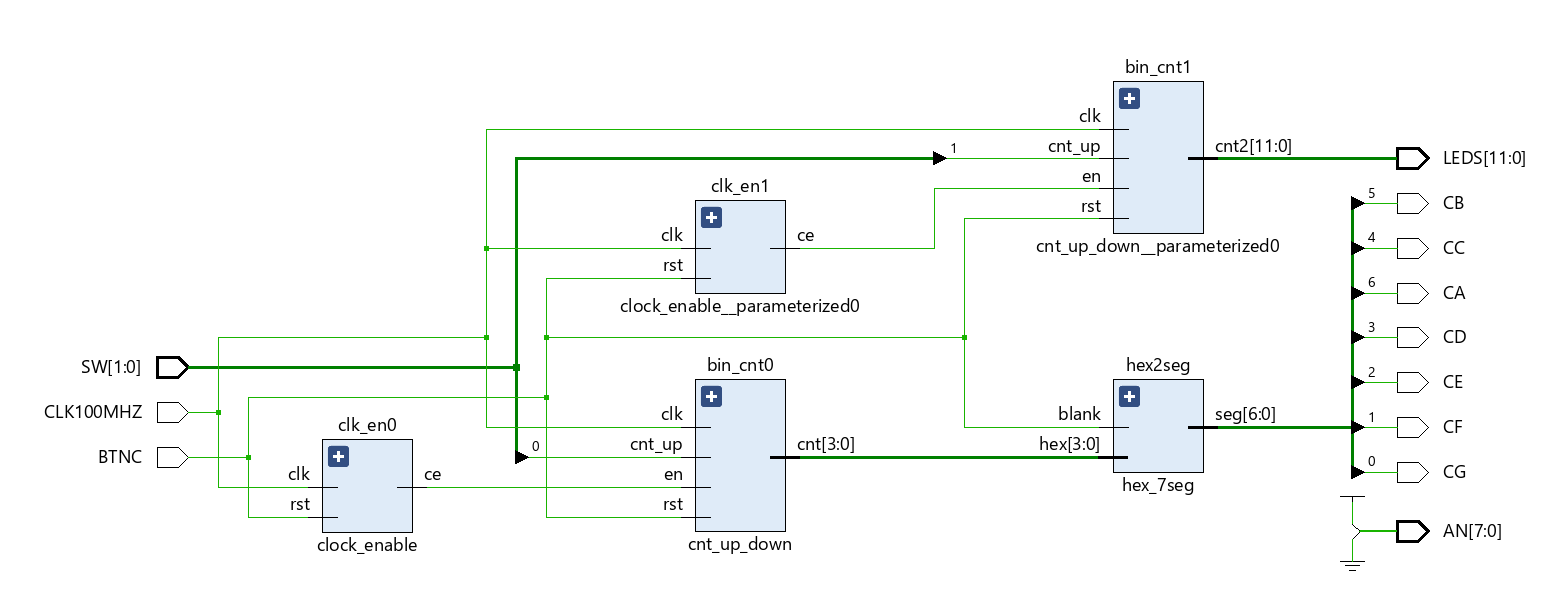 bin_cnt1
clk
cnt_up
en
rst
1
cnt2[11:0]
cnt_up_down__parameterized0
LEDS[11:0]
clk_en1
clk
rst
ce
clock_enable__parameterized0
SW[1:0]
CLK100MHZ
BTNC
clk_en0
clk
rst
ce
clock_enable
bin_cnt0
clk
0
cnt_up
en
rst
cnt[3:0]
cnt_up_down
hex2seg
blank
hex[3:0]
seg[6:0]
hex_7seg
5
CB
4
CC
6
CA
3
CD
2
CE
1
CF
0
CG
AN[7:0]